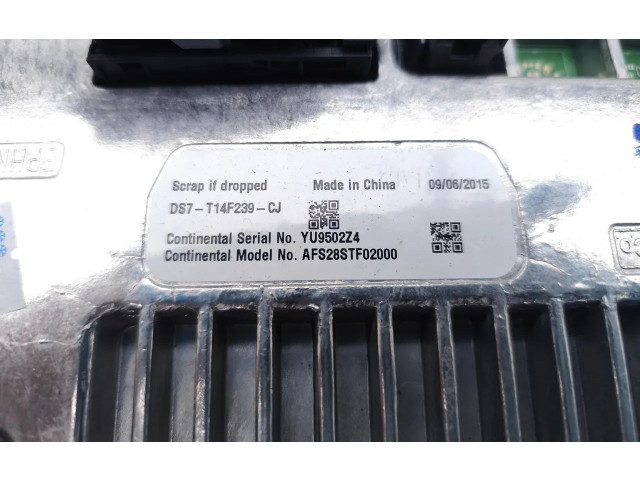 Scrap if dropped Made in China 09/06/2015
DS7-T14F239-CJ
Continental Serial No. YU9502Z4
Continental Model No. AFS28STF02000